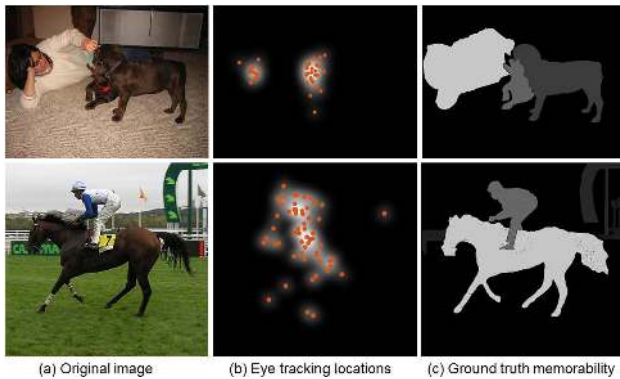 (a) Original image
(b) Eye tracking locations
(c) Ground truth memorability